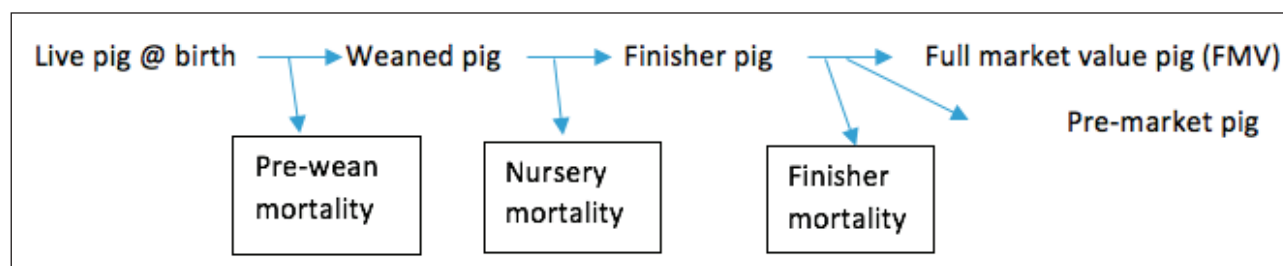 Live pig @ birth Weaned pig Finisher pig Full market value pig (FMV)
Pre-market pig
Pre-wean
mortality
Nursery
mortality
Finisher
mortality